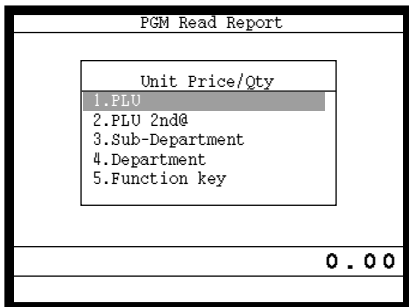 PGM Read Report
Unit Price/Qty
1.PLU
2.PLU 2nd@
3.Sub-Department
4.Department
5.Function key
0.00